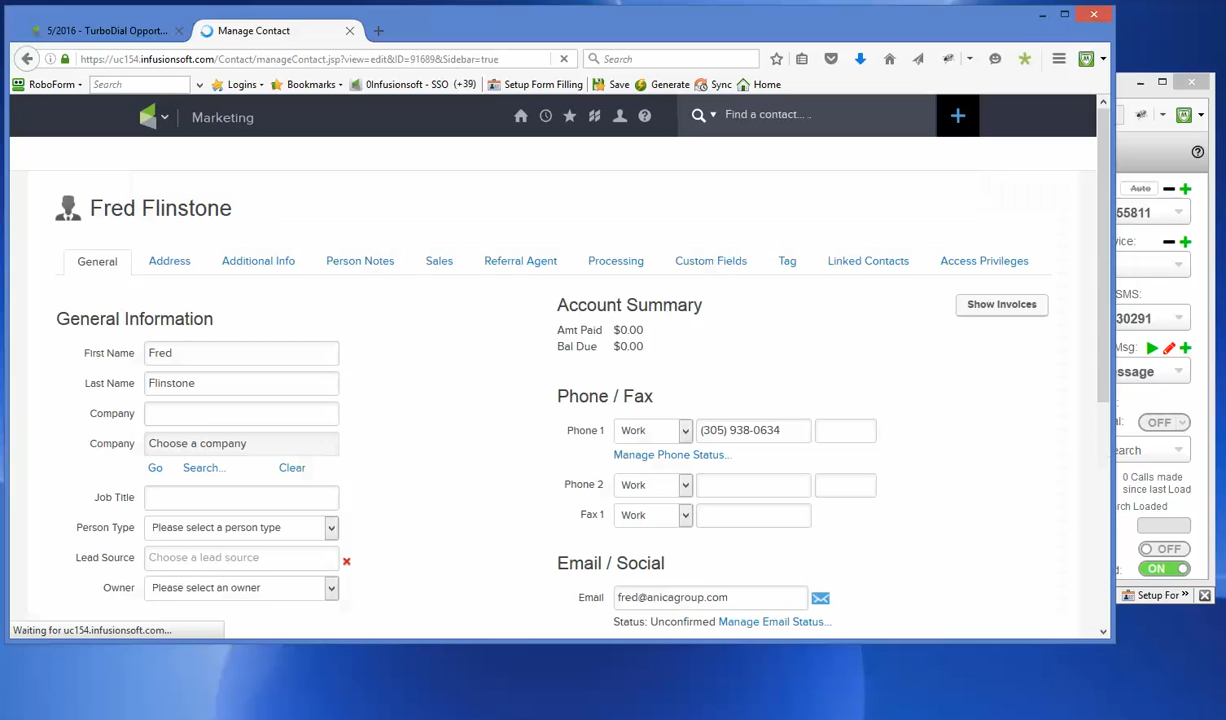 5/2016 - TurboDial Opport...
Manage Contact
https://uc154.infusionsoft.com/Contact/manageContact.jsp?view=edit&ID=91689&Sidebar=true
Search
RoboForm
Search
Logins
Bookmarks
0Infusionsoft - SSO (+39)
Setup Form Filling
Save
Generate
Sync
Home
Marketing
Find a contact... ..
Fred Flinstone
General
Address
Additional Info
Person Notes
Sales
Referral Agent
Processing
Custom Fields
Tag
Linked Contacts
Access Privileges
General Information
First Name Fred
Last Name Flinstone
Company
Company Choose a company
Go Search... Clear
Job Title
Person Type Please select a person type
Lead Source Choose a lead source
Owner Please select an owner
Account Summary
Show Invoices
Amt Paid $0.00
Bal Due $0.00
Phone / Fax
Phone 1 Work (305) 938-0634
Manage Phone Status...
Phone 2 Work
Fax 1 Work
Email / Social
Email fred@anicagroup.com
Status: Unconfirmed Manage Email Status...
Waiting for uc154.infusionsoft.com...
Auto
55811
vice:
SMS:
30291
Msg:
essage
al: OFF
earch
0 Calls made
since last Load
rch Loaded
OFF
d: ON
Setup For